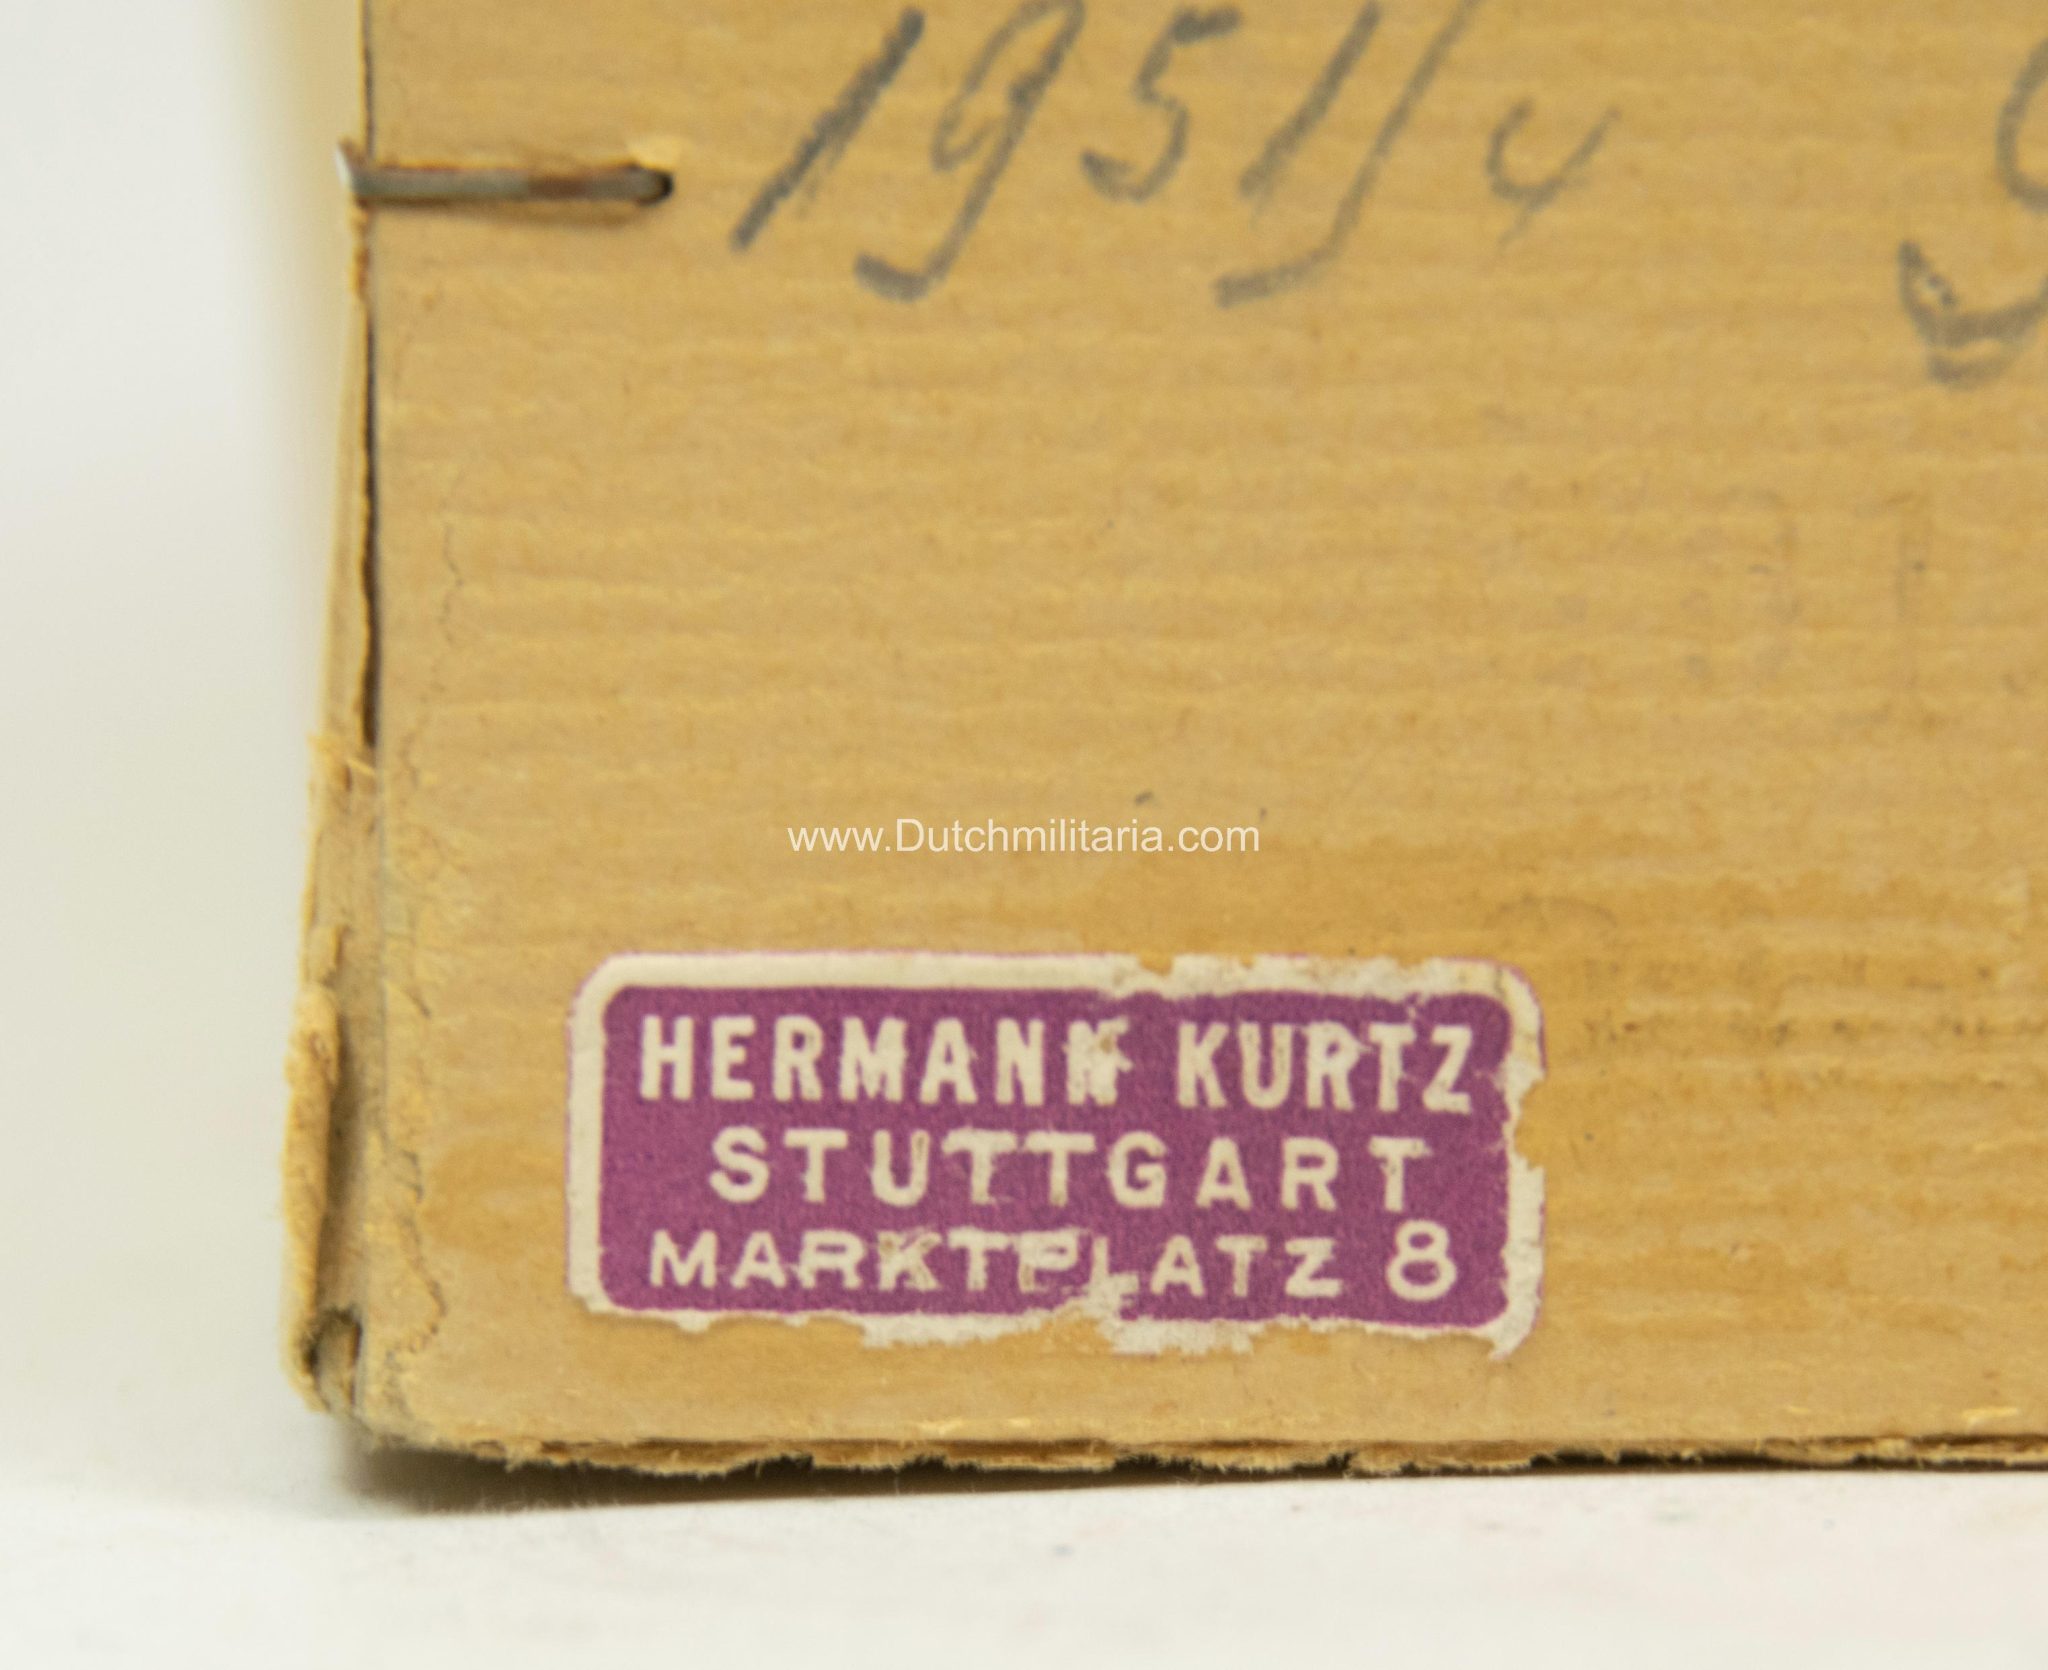 1951/4
www.Dutchmilitaria.com
HERMANN KURTZ
STUTTGART
MARKTPLATZ 8